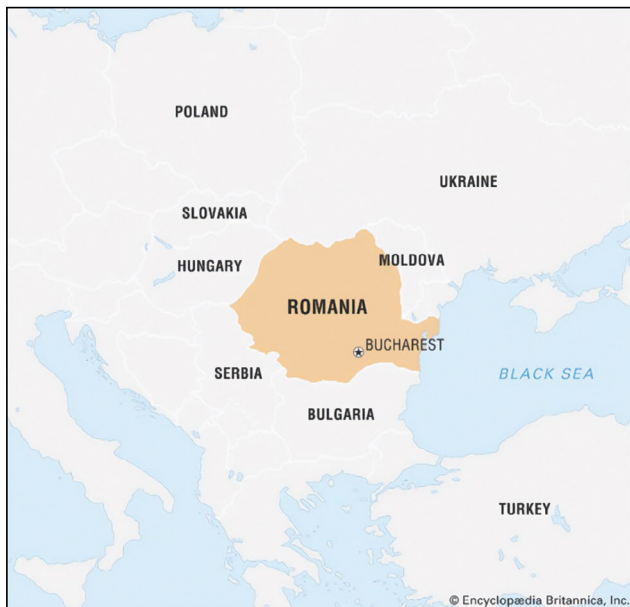 POLAND
UKRAINE
SLOVAKIA
HUNGARY
MOLDOVA
ROMANIA
BUCHAREST
SERBIA
BLACK SEA
BULGARIA
TURKEY
© Encyclopædia Britannica, Inc.